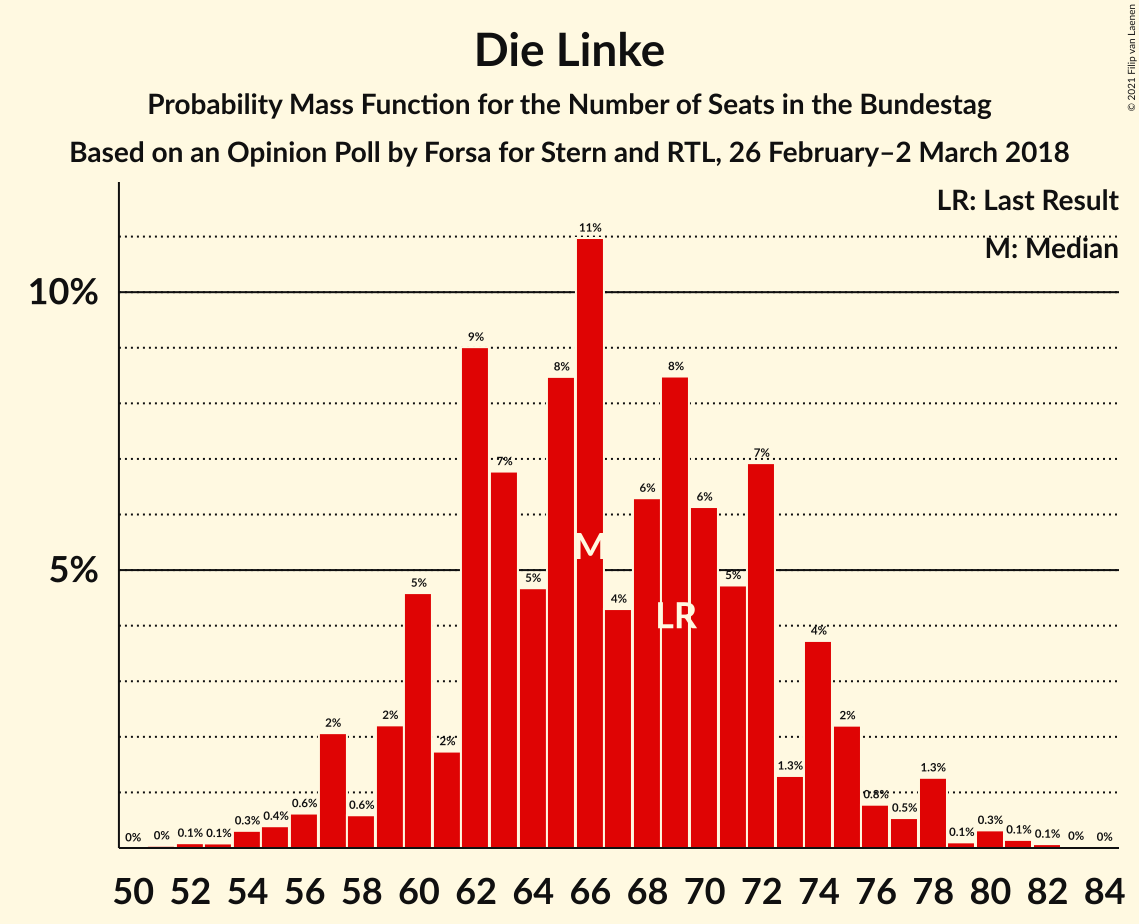 Die Linke
Probability Mass Function for the Number of Seats in the Bundestag
Based on an Opinion Poll by Forsa for Stern and RTL, 26 February–2 March 2018
© 2021 Filip van Laenen
LR: Last Result
M: Median
10%
5%
0% 0% 0.1% 0.1% 0.3% 0.4% 0.6% 2% 0.6% 2% 5% 2% 9% 7% 5% 8% 11% 4% 6% 8% 6% 5% 7% 1.3% 4% 2% 0.8% 0.5% 1.3% 0.1% 0.3% 0.1% 0.1% 0% 0%
M
LR
50 52 54 56 58 60 62 64 66 68 70 72 74 76 78 80 82 84